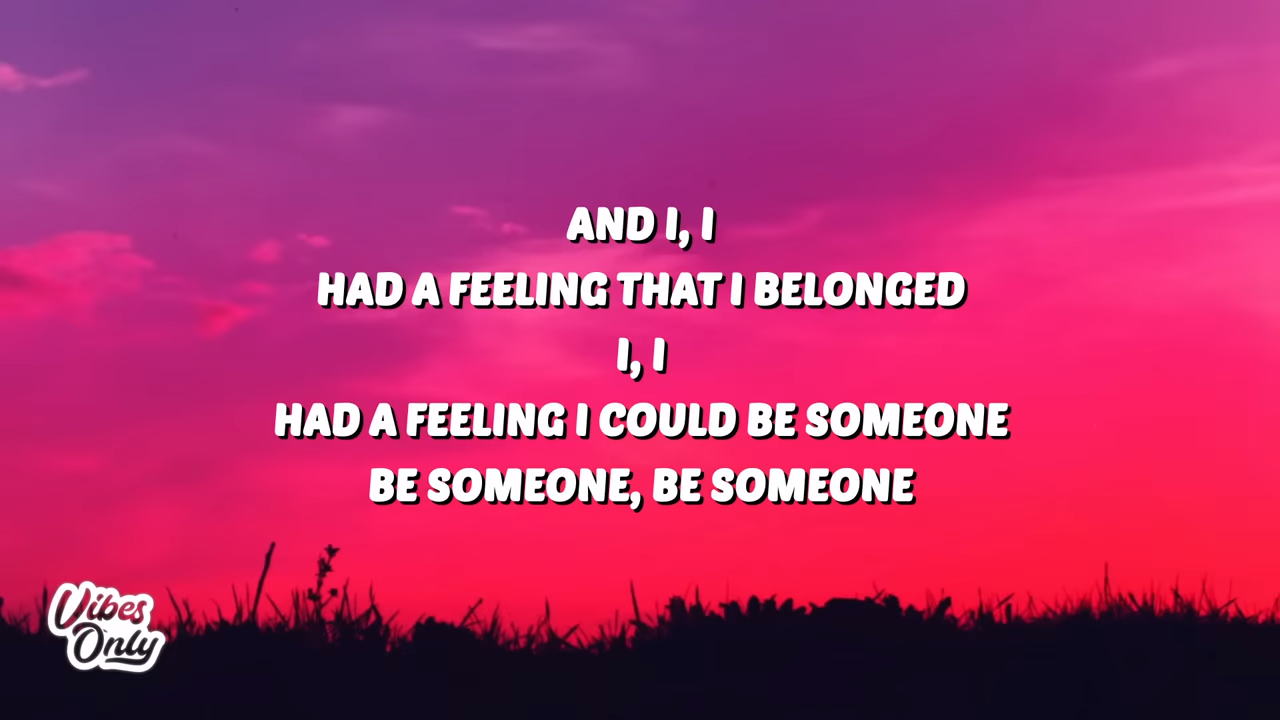 AND I, I
HAD A FEELING THAT I BELONGED
I, I
HAD A FEELING I COULD BE SOMEONE
BE SOMEONE, BE SOMEONE
Vibes
Only